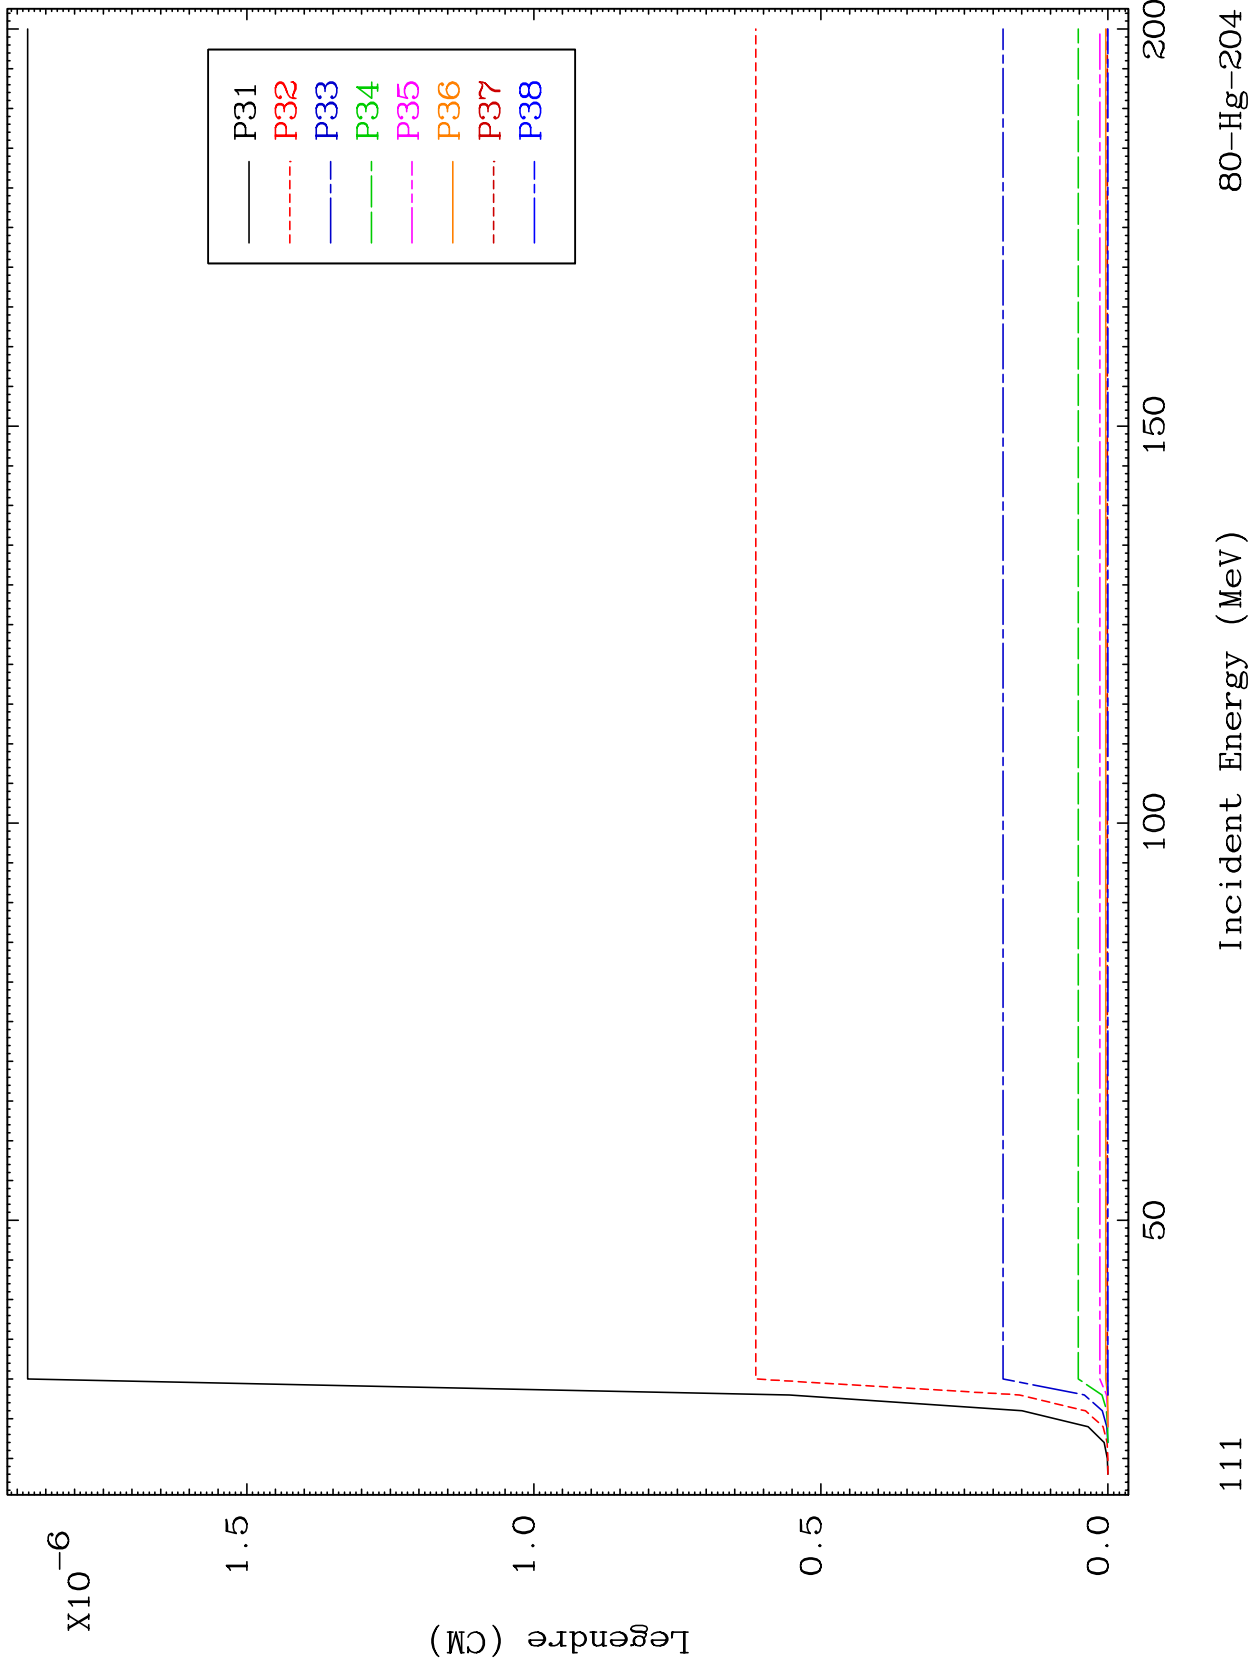 X10-6
1.5
1.0
0.5
0.0
Legendre (CM)
P31
P32
P33
P34
P35
P36
P37
P38
50
100
150
200
111
Incident Energy (MeV)
80-Hg-204